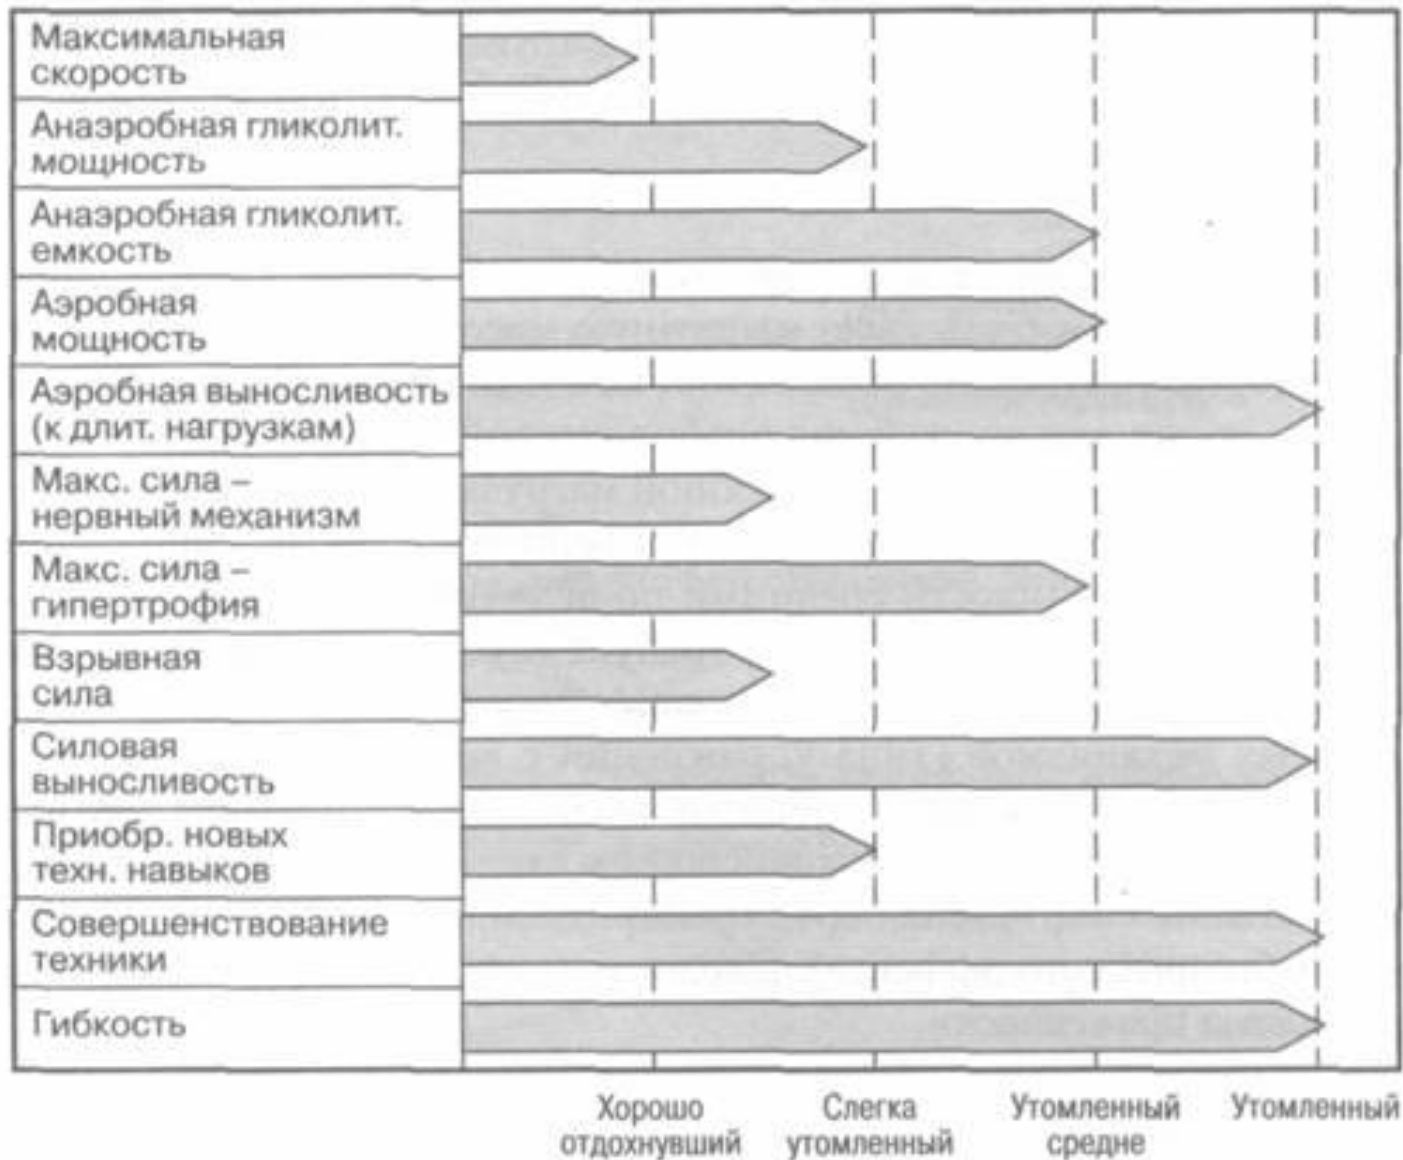 Максимальная
скорость
Анаэробная гликолит.
мощность
Анаэробная гликолит.
емкость
Аэробная
мощность
Аэробная выносливость
(к длит. нагрузкам)
Макс. сила –
нервный механизм
Макс. сила –
гипертрофия
Взрывная
сила
Силовая
выносливость
Приобр. новых
техн. навыков
Совершенствование
техники
Гибкость
Хорошо
отдохнувший
Слегка
утомленный
Утомленный
средне
Утомленный